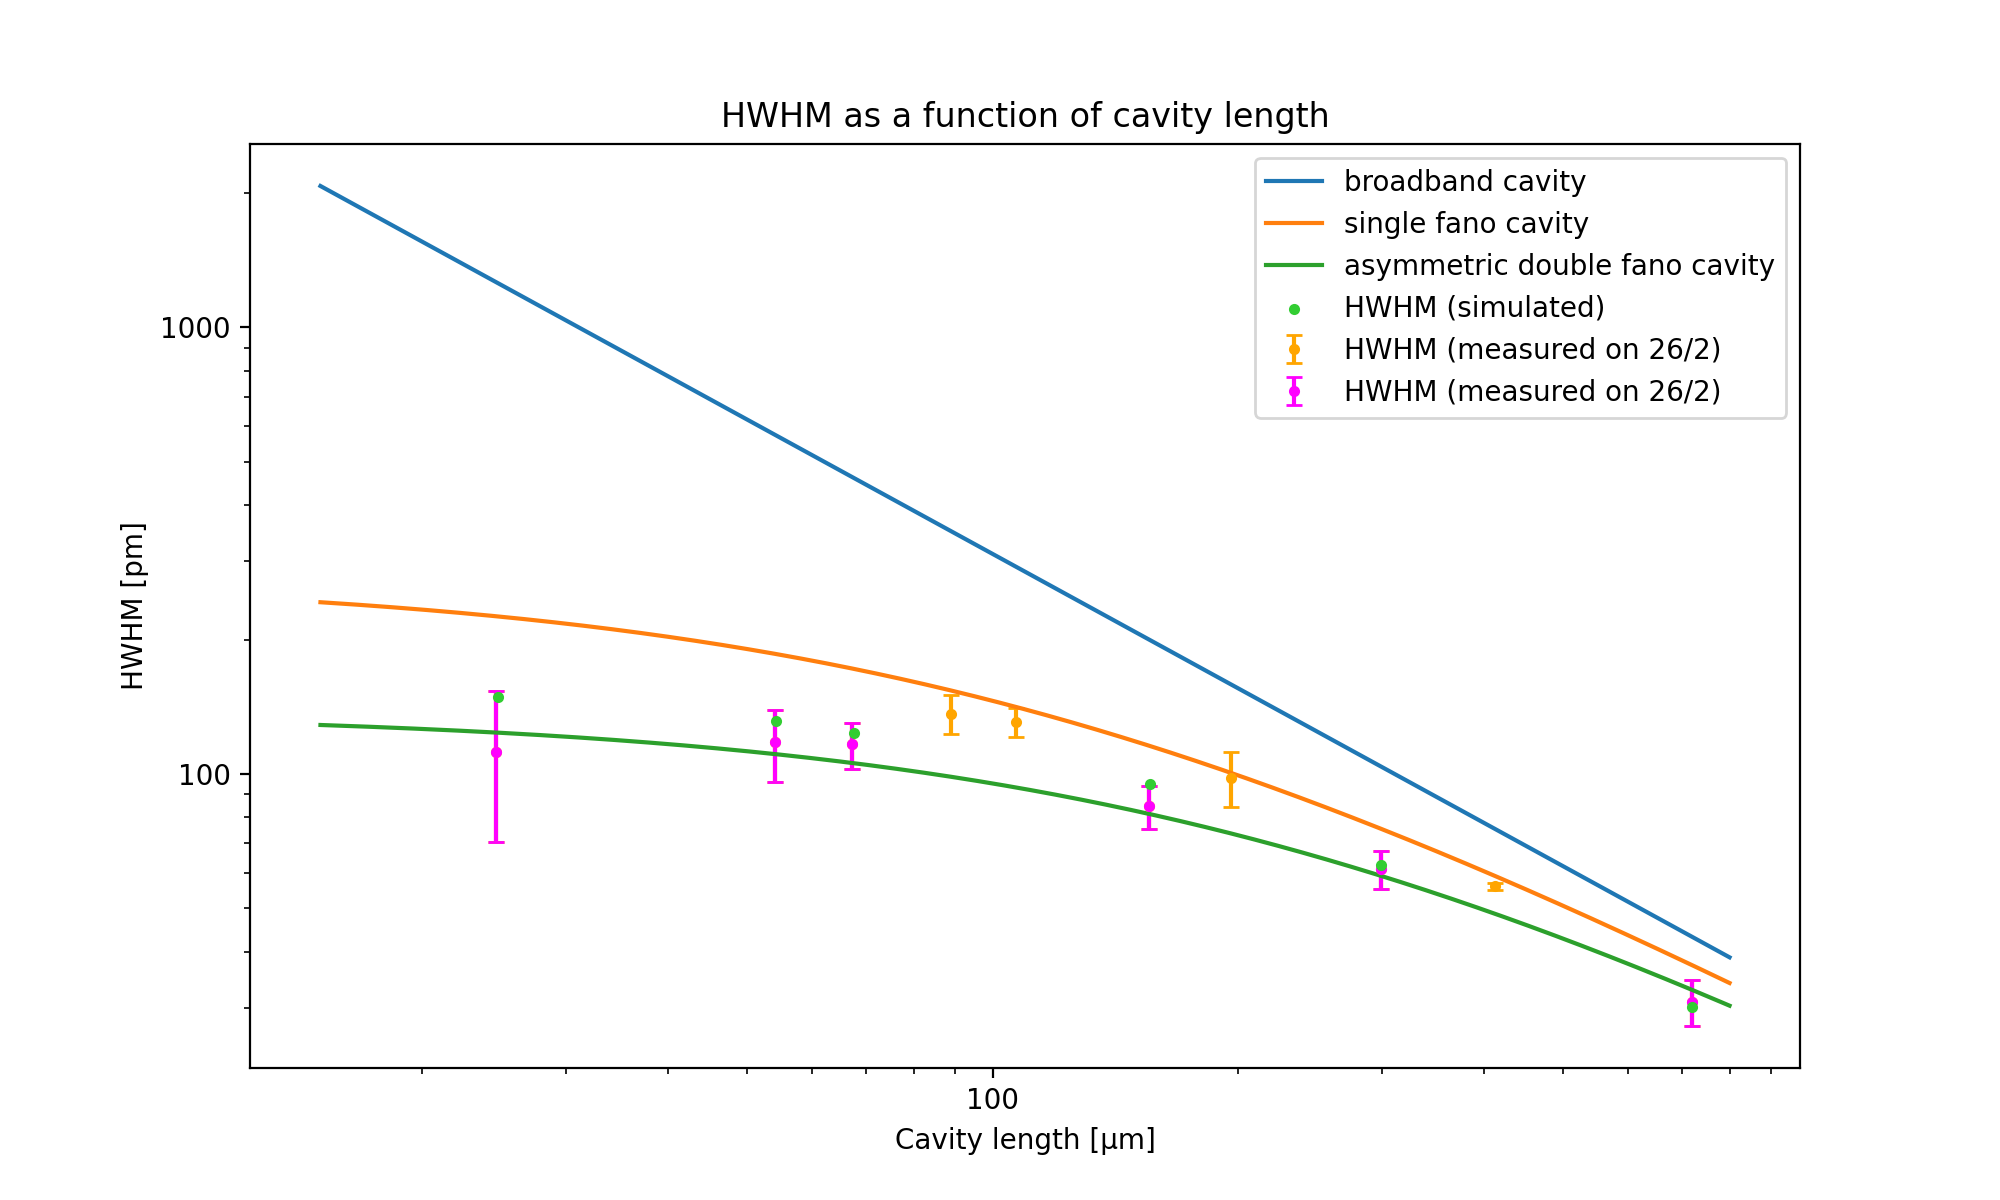 HWHM as a function of cavity length
broadband cavity
single fano cavity
asymmetric double fano cavity
HWHM (simulated)
HWHM (measured on 26/2)
HWHM (measured on 26/2)
1000
100
HWHM [pm]
100
Cavity length [μm]